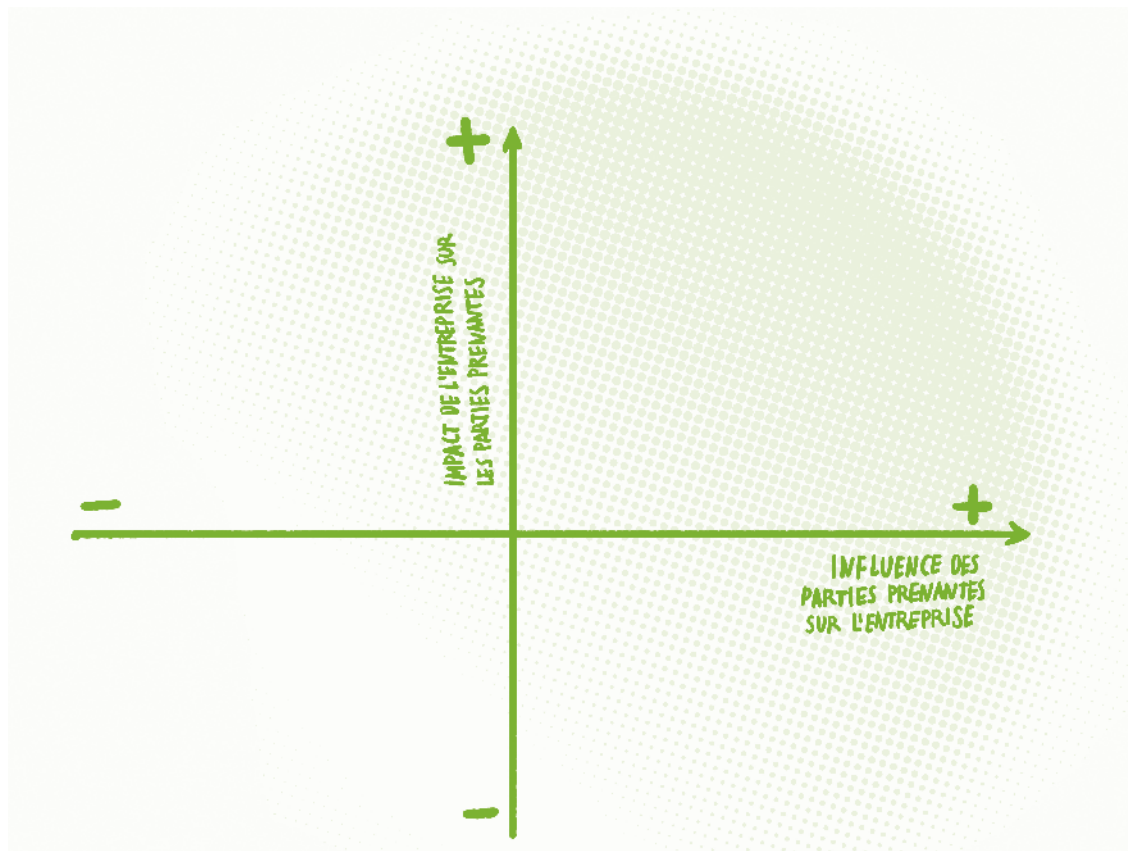 +
IMPACT DE L'ENTREPRISE SUR
LES PARTIES PRENANTES
−
+
INFLUENCE DES
PARTIES PRENANTES
SUR L'ENTREPRISE
−